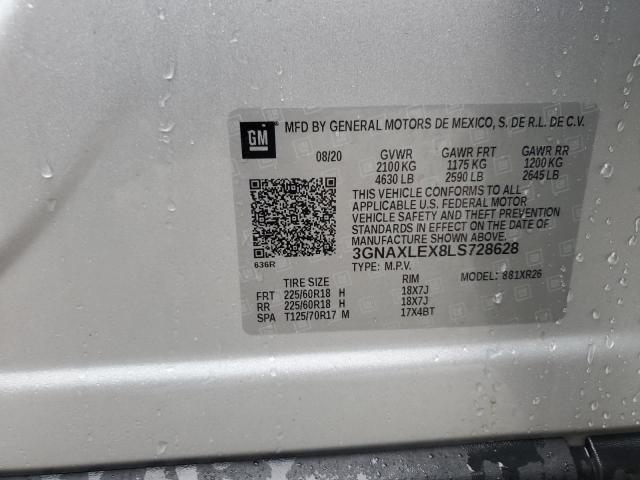 GM MFD BY GENERAL MOTORS DE MEXICO, S. DE R.L. DE C.V.
08/20 GVWR GAWR FRT GAWR RR
2100 KG 1175 KG 1200 KG
4630 LB 2590 LB 2645 LB
THIS VEHICLE CONFORMS TO ALL
APPLICABLE U.S. FEDERAL MOTOR
VEHICLE SAFETY AND THEFT PREVENTION
STANDARDS IN EFFECT ON THE DATE OF
MANUFACTURE SHOWN ABOVE.
3GNAXLEX8LS728628
636R TYPE: M.P.V. MODEL: 881XR26
TIRE SIZE RIM
FRT 225/60R18 H 18X7J
RR 225/60R18 H 18X7J
SPA T125/70R17 M 17X4BT